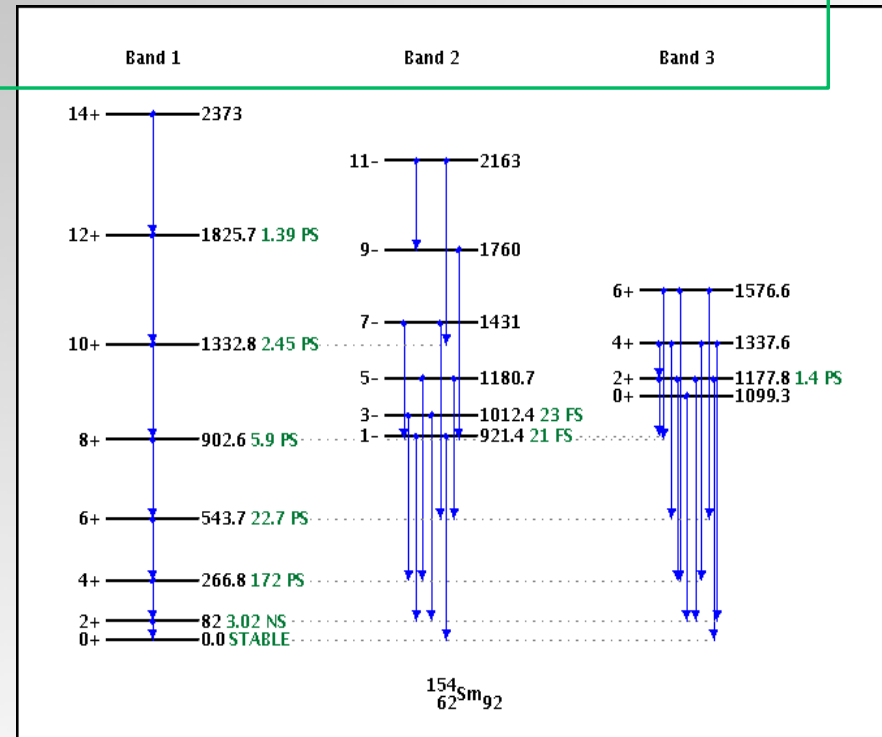 Band 1 Band 2 Band 3
14+ 2373
11- 2163
12+ 1825.7 1.39 PS
9- 1760
6+ 1576.6
7- 1431
10+ 1332.8 2.45 PS
4+ 1337.6
5- 1180.7
2+ 1177.8 1.4 PS
0+ 1099.3
3- 1012.4 23 FS
1- 921.4 21 FS
8+ 902.6 5.9 PS
6+ 543.7 22.7 PS
4+ 266.8 172 PS
2+ 82 3.02 NS
0+ 0.0 STABLE
154
62Sm92